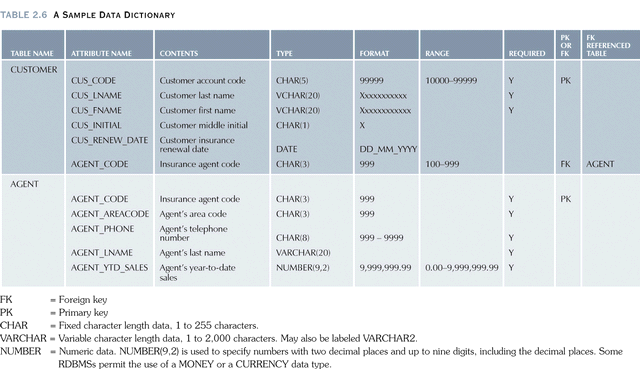 TABLE 2.6 A SAMPLE DATA DICTIONARY
TABLE NAME ATTRIBUTE NAME CONTENTS TYPE FORMAT RANGE REQUIRED PK OR FK FK REFERENCED TABLE
CUSTOMER
CUS_CODE Customer account code CHAR(5) 99999 10000–99999 Y PK
CUS_LNAME Customer last name VCHAR(20) Xxxxxxxxxxx Y
CUS_FNAME Customer first name VCHAR(20) Xxxxxxxxxxxx Y
CUS_INITIAL Customer middle initial CHAR(1) X
CUS_RENEW_DATE Customer insurance renewal date DATE DD_MM_YYYY
AGENT_CODE Insurance agent code CHAR(3) 999 100–999 FK AGENT
AGENT
AGENT_CODE Insurance agent code CHAR(3) 999 Y PK
AGENT_AREACODE Agent's area code CHAR(3) 999 Y
AGENT_PHONE Agent's telephone number CHAR(8) 999 – 9999 Y
AGENT_LNAME Agent's last name VARCHAR(20) Y
AGENT_YTD_SALES Agent's year-to-date sales NUMBER(9,2) 9,999,999.99 0.00–9,999,999.99 Y
FK = Foreign key
PK = Primary key
CHAR = Fixed character length data, 1 to 255 characters.
VARCHAR = Variable character length data, 1 to 2,000 characters. May also be labeled VARCHAR2.
NUMBER = Numeric data. NUMBER(9,2) is used to specify numbers with two decimal places and up to nine digits, including the decimal places. Some
RDBMSs permit the use of a MONEY or a CURRENCY data type.